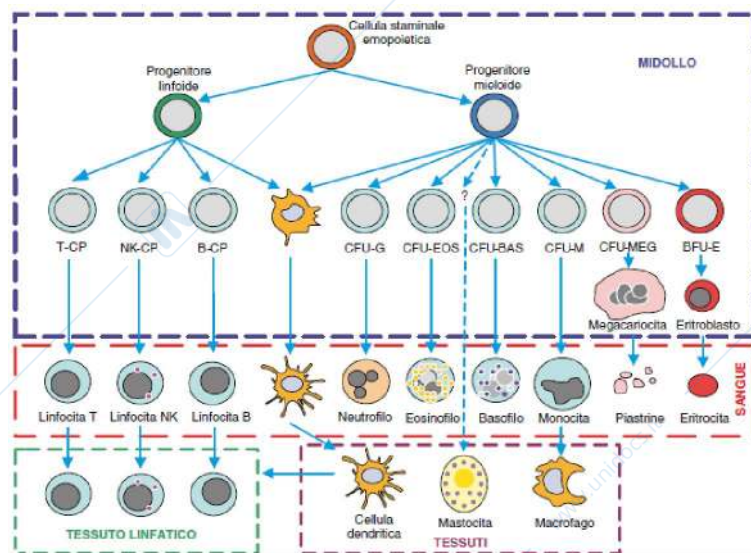 Cellula staminale
emopoietica
Progenitore
linfoide
Progenitore
mieloide
MIDOLLO
?
T-CP
NK-CP
B-CP
CFU-G
CFU-EOS
CFU-BAS
CFU-M
CFU-MEG
BFU-E
Megacariocita
Eritroblasto
Linfocita T
Linfocita NK
Linfocita B
Neutrofilo
Eosinofilo
Basofilo
Monocita
Piastrine
Eritrocita
SANGUE
Cellula
dendritica
Mastocita
Macrofago
TESSUTO LINFATICO
TESSUTI